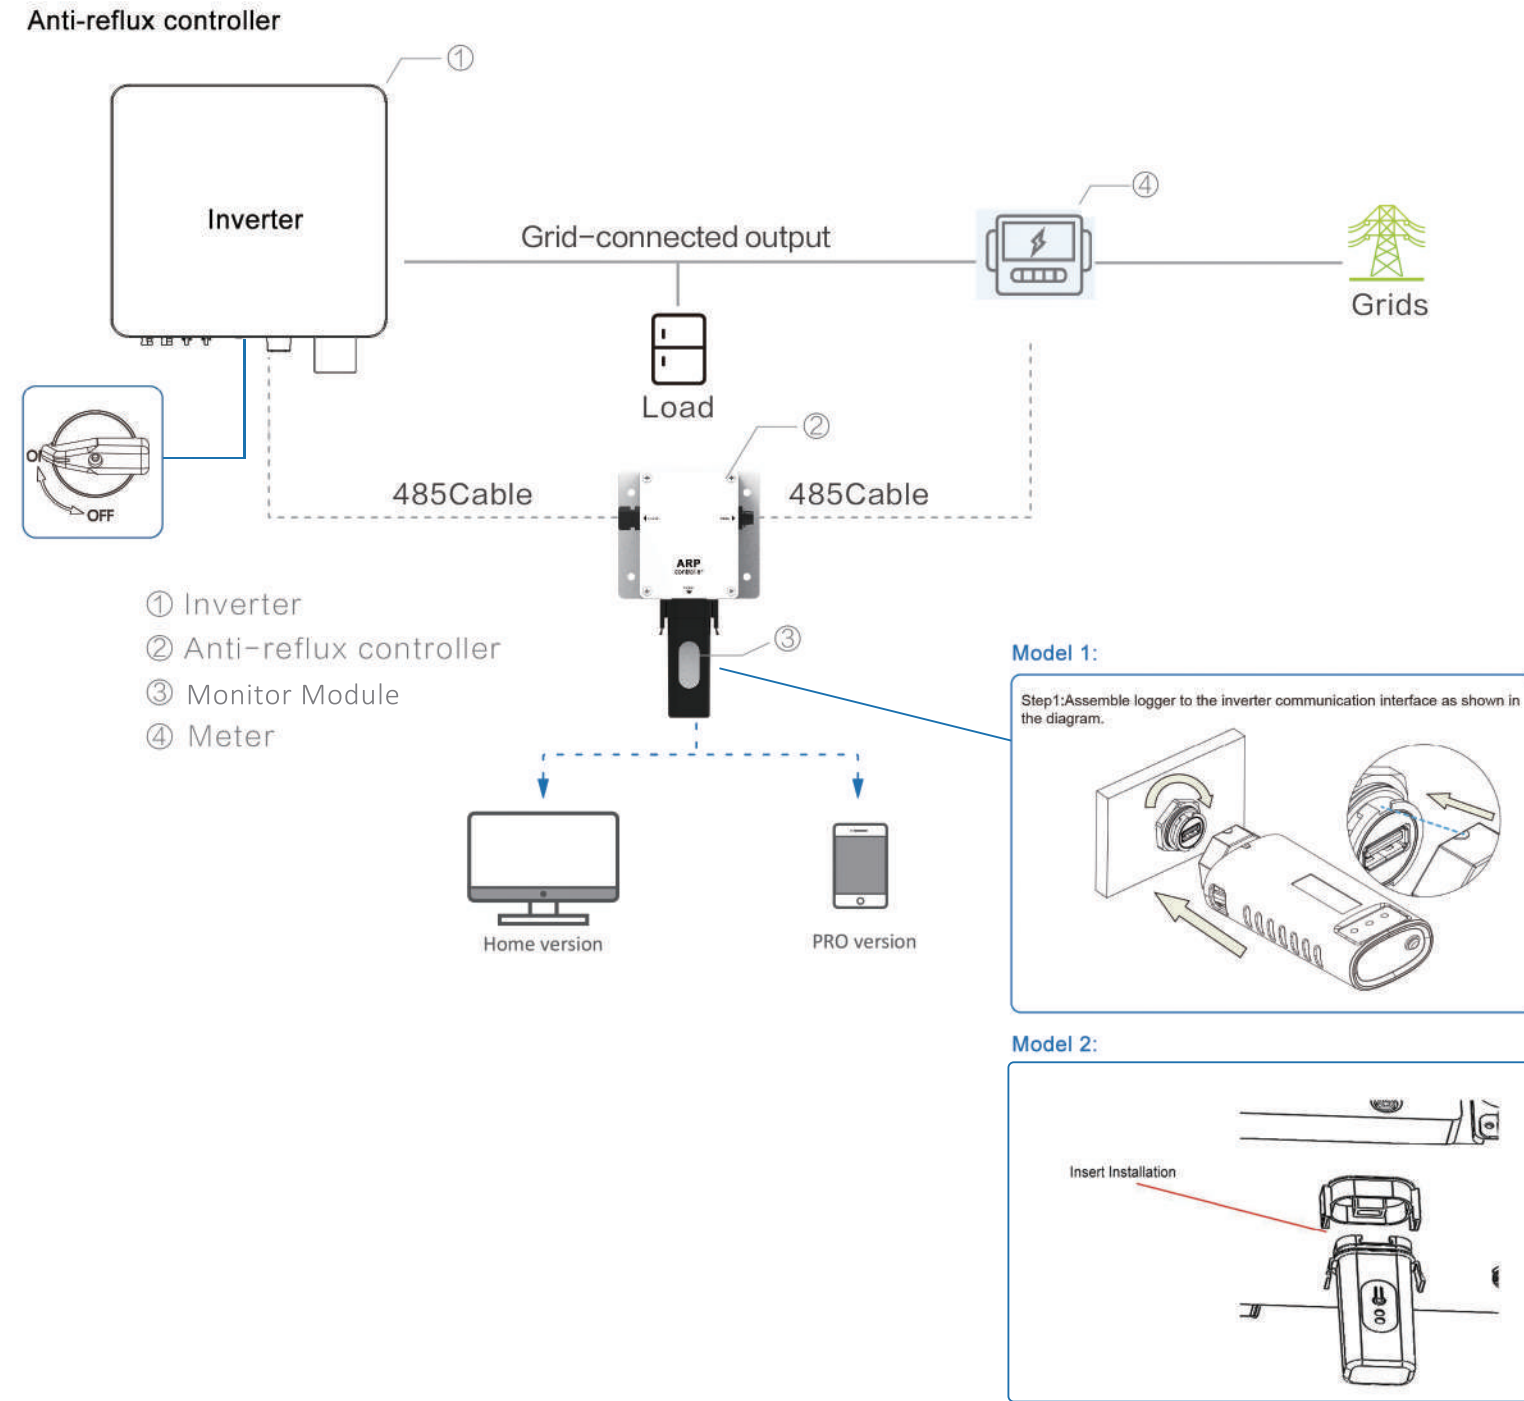 Anti-reflux controller
①
Inverter
④
Grid-connected output
Grids
Load
②
OFF
485Cable
485Cable
ARP
controller
① Inverter
② Anti-reflux controller
③ Monitor Module
④ Meter
③
Model 1:
Step1:Assemble logger to the inverter communication interface as shown in
the diagram.
Home version
PRO version
Model 2:
Insert Installation